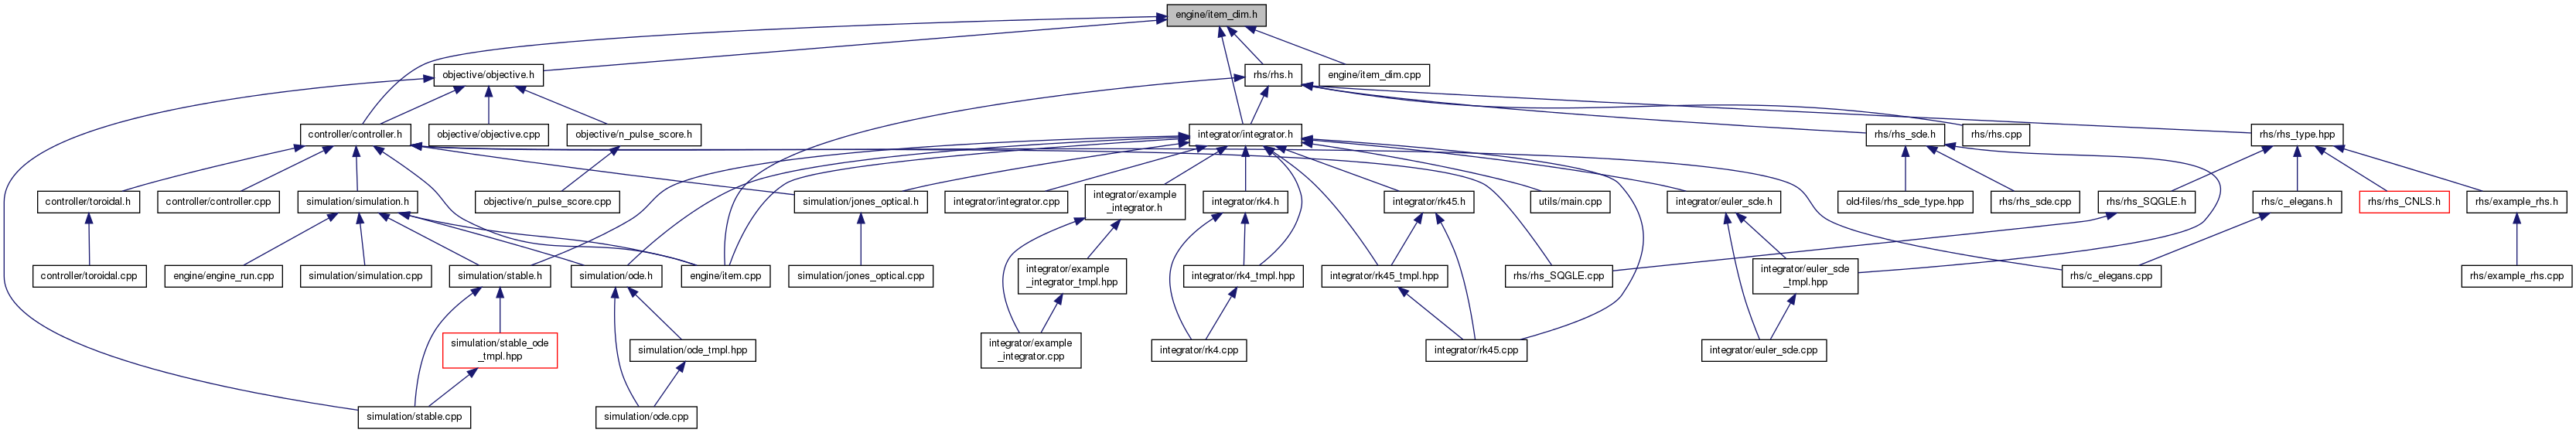 engine/item_dim.h
objective/objective.h
rhs/rhs.h
engine/item_dim.cpp
controller/controller.h
objective/objective.cpp
objective/n_pulse_score.h
integrator/integrator.h
rhs/rhs_sde.h
rhs/rhs.cpp
rhs/rhs_type.hpp
controller/toroidal.h
controller/controller.cpp
simulation/simulation.h
objective/n_pulse_score.cpp
simulation/jones_optical.h
integrator/integrator.cpp
integrator/example
_integrator.h
integrator/rk4.h
integrator/rk45.h
utils/main.cpp
integrator/euler_sde.h
old-files/rhs_sde_type.hpp
rhs/rhs_sde.cpp
rhs/rhs_SQGLE.h
rhs/c_elegans.h
rhs/rhs_CNLS.h
rhs/example_rhs.h
controller/toroidal.cpp
engine/engine_run.cpp
simulation/simulation.cpp
simulation/stable.h
simulation/ode.h
engine/item.cpp
simulation/jones_optical.cpp
integrator/example
_integrator_tmpl.hpp
integrator/rk4_tmpl.hpp
integrator/rk45_tmpl.hpp
rhs/rhs_SQGLE.cpp
integrator/euler_sde
_tmpl.hpp
rhs/c_elegans.cpp
rhs/example_rhs.cpp
simulation/stable_ode
_tmpl.hpp
simulation/ode_tmpl.hpp
integrator/example
_integrator.cpp
integrator/rk4.cpp
integrator/rk45.cpp
integrator/euler_sde.cpp
simulation/stable.cpp
simulation/ode.cpp